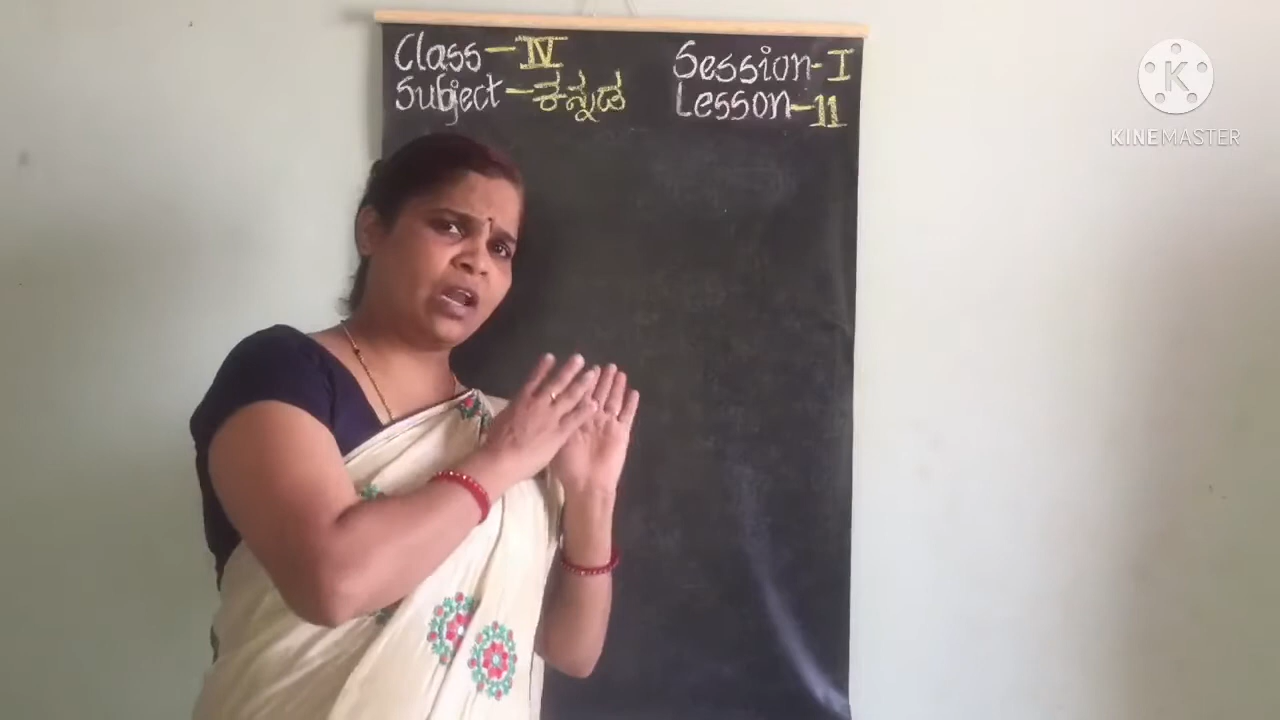 Class-IV
Subject-ಕನ್ನಡ
Session-I
Lesson-11
K
KINEMASTER